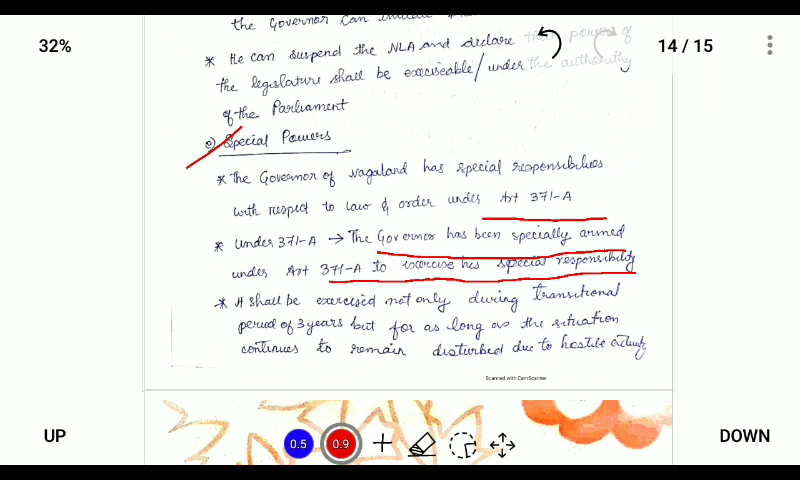 the Governor can
32%
14 / 15
* He can suspend the NLA and declare that powers of
the legislature shall be exerciseable/under the authority
of the Parliament
e) Special Powers
* The Governor of Nagaland has special responsibilities
with respect to law & order under Art 371-A
* Under 371-A → The Governor has been specially armed
under Art 371-A to exercise his special responsibility
* It shall be exercised not only during transitional
period of 3 years but for as long as the situation
continues to remain disturbed due to hostile activity
Scanned with CamScanner
UP
0.5
0.9
DOWN